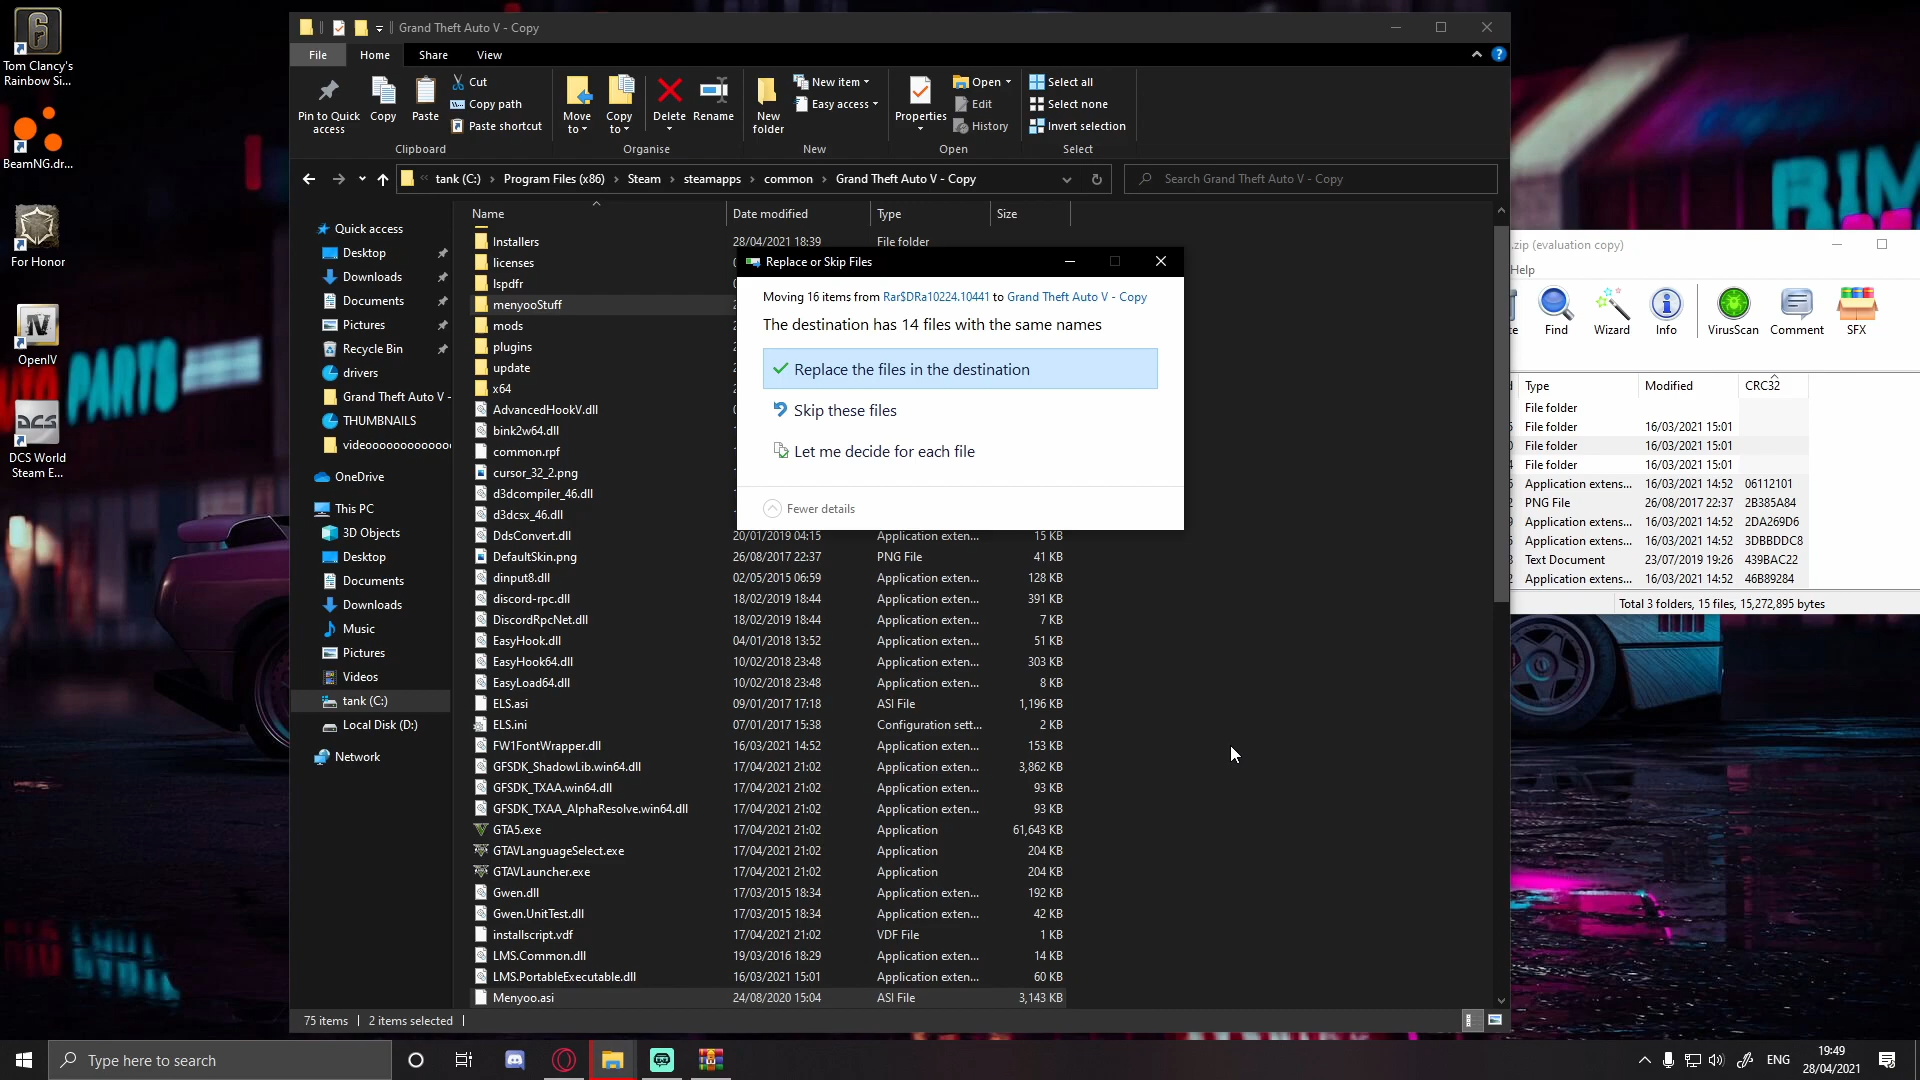 Tom Clancy's
Rainbow Si...
BeamNG.dr...
For Honor
OpenIV
DCS World
Steam E...
Grand Theft Auto V - Copy
File
Home
Share
View
Pin to Quick
access
Copy
Paste
Cut
Copy path
Paste shortcut
Clipboard
Move
to
Copy
to
Delete
Rename
Organise
New
folder
New item
Easy access
New
Properties
Open
Edit
History
Open
Select all
Select none
Invert selection
Select
tank (C:) › Program Files (x86) › Steam › steamapps › common › Grand Theft Auto V - Copy
Search Grand Theft Auto V - Copy
Quick access
Desktop
Downloads
Documents
Pictures
Recycle Bin
drivers
Grand Theft Auto V -
THUMBNAILS
videooooooooooooo
OneDrive
This PC
3D Objects
Desktop
Documents
Downloads
Music
Pictures
Videos
tank (C:)
Local Disk (D:)
Network
Name Date modified Type Size
Installers 28/04/2021 18:39 File folder
licenses
lspdfr
menyooStuff
mods
plugins
update
x64
AdvancedHookV.dll
bink2w64.dll
common.rpf
cursor_32_2.png
d3dcompiler_46.dll
d3dcsx_46.dll
DdsConvert.dll 20/01/2019 04:15 Application exten... 15 KB
DefaultSkin.png 26/08/2017 22:37 PNG File 41 KB
dinput8.dll 02/05/2015 06:59 Application exten... 128 KB
discord-rpc.dll 18/02/2019 18:44 Application exten... 391 KB
DiscordRpcNet.dll 18/02/2019 18:44 Application exten... 7 KB
EasyHook.dll 04/01/2018 13:52 Application exten... 51 KB
EasyHook64.dll 10/02/2018 23:48 Application exten... 303 KB
EasyLoad64.dll 10/02/2018 23:48 Application exten... 8 KB
ELS.asi 09/01/2017 17:18 ASI File 1,196 KB
ELS.ini 07/01/2017 15:38 Configuration sett... 2 KB
FW1FontWrapper.dll 16/03/2021 14:52 Application exten... 153 KB
GFSDK_ShadowLib.win64.dll 17/04/2021 21:02 Application exten... 3,862 KB
GFSDK_TXAA.win64.dll 17/04/2021 21:02 Application exten... 93 KB
GFSDK_TXAA_AlphaResolve.win64.dll 17/04/2021 21:02 Application exten... 93 KB
GTA5.exe 17/04/2021 21:02 Application 61,643 KB
GTAVLanguageSelect.exe 17/04/2021 21:02 Application 204 KB
GTAVLauncher.exe 17/04/2021 21:02 Application 204 KB
Gwen.dll 17/03/2015 18:34 Application exten... 192 KB
Gwen.UnitTest.dll 17/03/2015 18:34 Application exten... 42 KB
installscript.vdf 17/04/2021 21:02 VDF File 1 KB
LMS.Common.dll 19/03/2016 18:29 Application exten... 14 KB
LMS.PortableExecutable.dll 16/03/2021 15:01 Application exten... 60 KB
Menyoo.asi 24/08/2020 15:04 ASI File 3,143 KB
75 items
2 items selected
Replace or Skip Files
Moving 16 items from Rar$DRa10224.10441 to Grand Theft Auto V - Copy
The destination has 14 files with the same names
Replace the files in the destination
Skip these files
Let me decide for each file
Fewer details
.zip (evaluation copy)
Help
Find
Wizard
Info
VirusScan
Comment
SFX
Type Modified CRC32
File folder
File folder 16/03/2021 15:01
File folder 16/03/2021 15:01
File folder 16/03/2021 15:01
Application extens... 16/03/2021 14:52 06112101
PNG File 26/08/2017 22:37 2B385A84
Application extens... 16/03/2021 14:52 2DA269D6
Application extens... 16/03/2021 14:52 3DBBDDC8
Text Document 23/07/2019 19:26 439BAC22
Application extens... 16/03/2021 14:52 46B89284
Total 3 folders, 15 files, 15,272,895 bytes
PARTS
BIM
Type here to search
ENG
19:49
28/04/2021